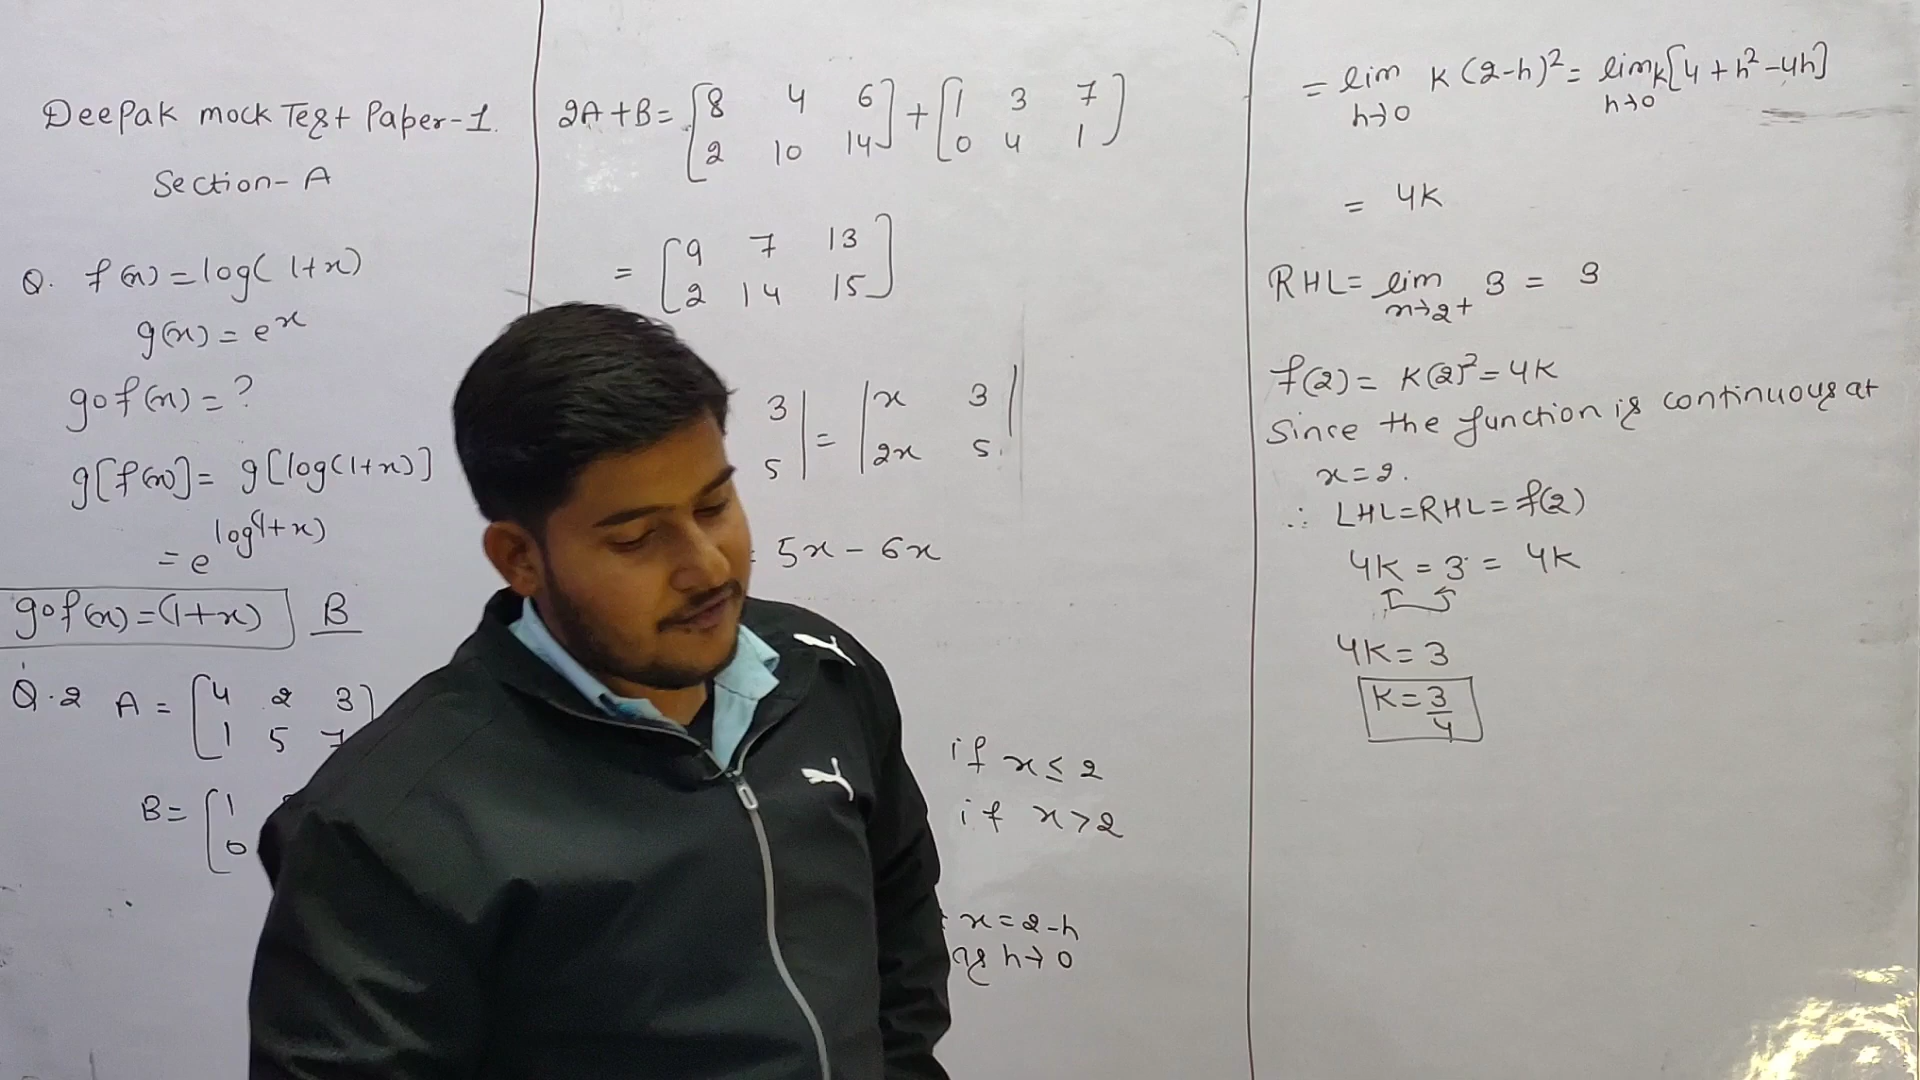 Deepak mock Test Paper-1.
Section-A
Q. f(x)=log(1+x)
g(x)=e^x
gof(x)=?
g[f(x)]= g[log(1+x)]
= e^log(1+x)
gof(x)=(1+x) B
Q.2 A = [4 2 3]
[1 5 7
B= [1
[0
2A+B= [8 4 6] + [1 3 7]
[2 10 14] [0 4 1]
= [9 7 13]
[2 14 15]
3| = |x 3|
5| |2x 5|
5x-6x
if x≤2
if x>2
x=2-h
as h→0
= lim K(2-h)²= lim K[4+h²-4h]
h→0 h→0
= 4K
RHL= lim 3 = 3
x→2+
f(2)= K(2)²=4K
Since the function is continuous at
x=2.
∴ LHL=RHL=f(2)
4K = 3 = 4K
4K=3
K=3/4